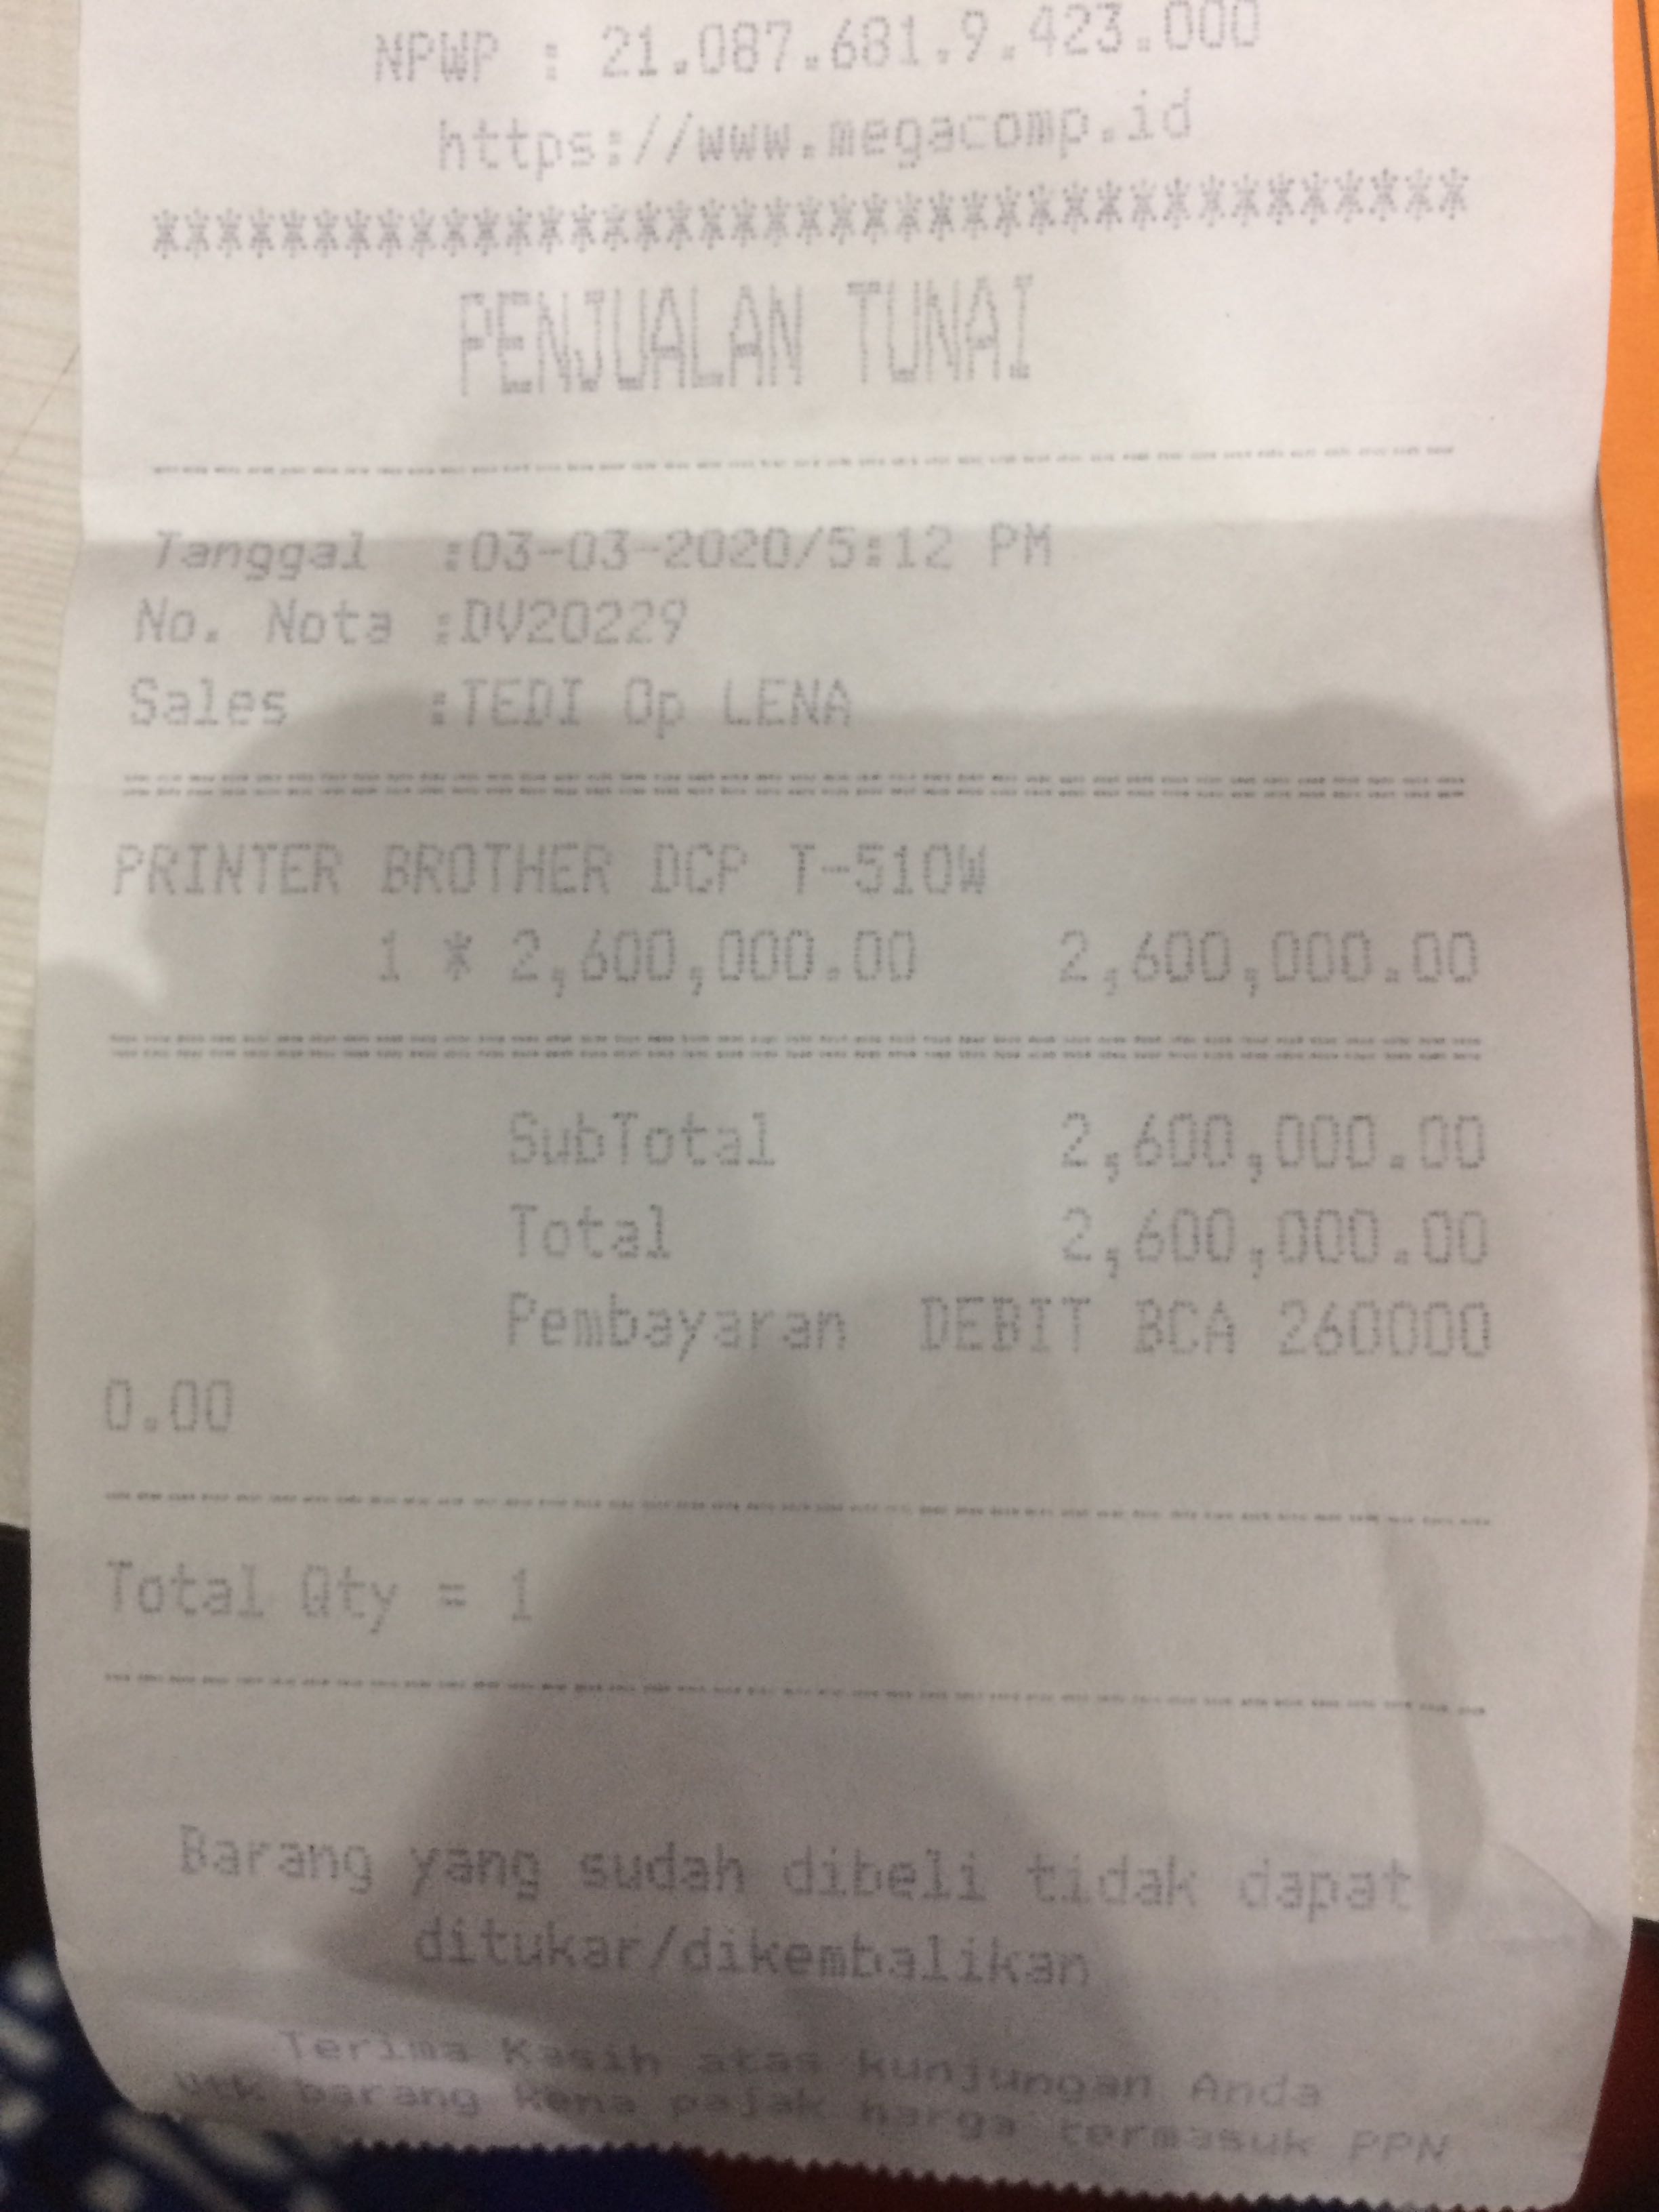 NPWP : 21.087.681.9.423.000
https://www.megacomp.id
*****************************************
PENJUALAN TUNAI
Tanggal :03-03-2020/5:12 PM
No. Nota :DV20229
Sales :TEDI Op LENA
PRINTER BROTHER DCP T-510W
1 * 2,600,000.00 2,600,000.00
SubTotal 2,600,000.00
Total 2,600,000.00
Pembayaran DEBIT BCA 260000
0.00
Total Qty = 1
Barang yang sudah dibeli tidak dapat
ditukar/dikembalikan
Terima Kasih atas kunjungan Anda
Utk barang kena pajak harga termasuk PPN